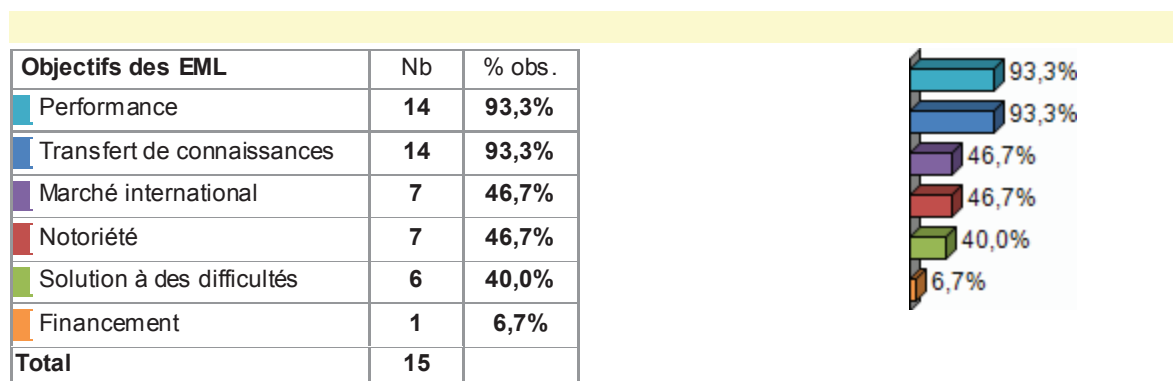 Objectifs des EML Nb % obs.
Performance 14 93,3%
Transfert de connaissances 14 93,3%
Marché international 7 46,7%
Notoriété 7 46,7%
Solution à des difficultés 6 40,0%
Financement 1 6,7%
Total 15
93,3%
93,3%
46,7%
46,7%
40,0%
6,7%